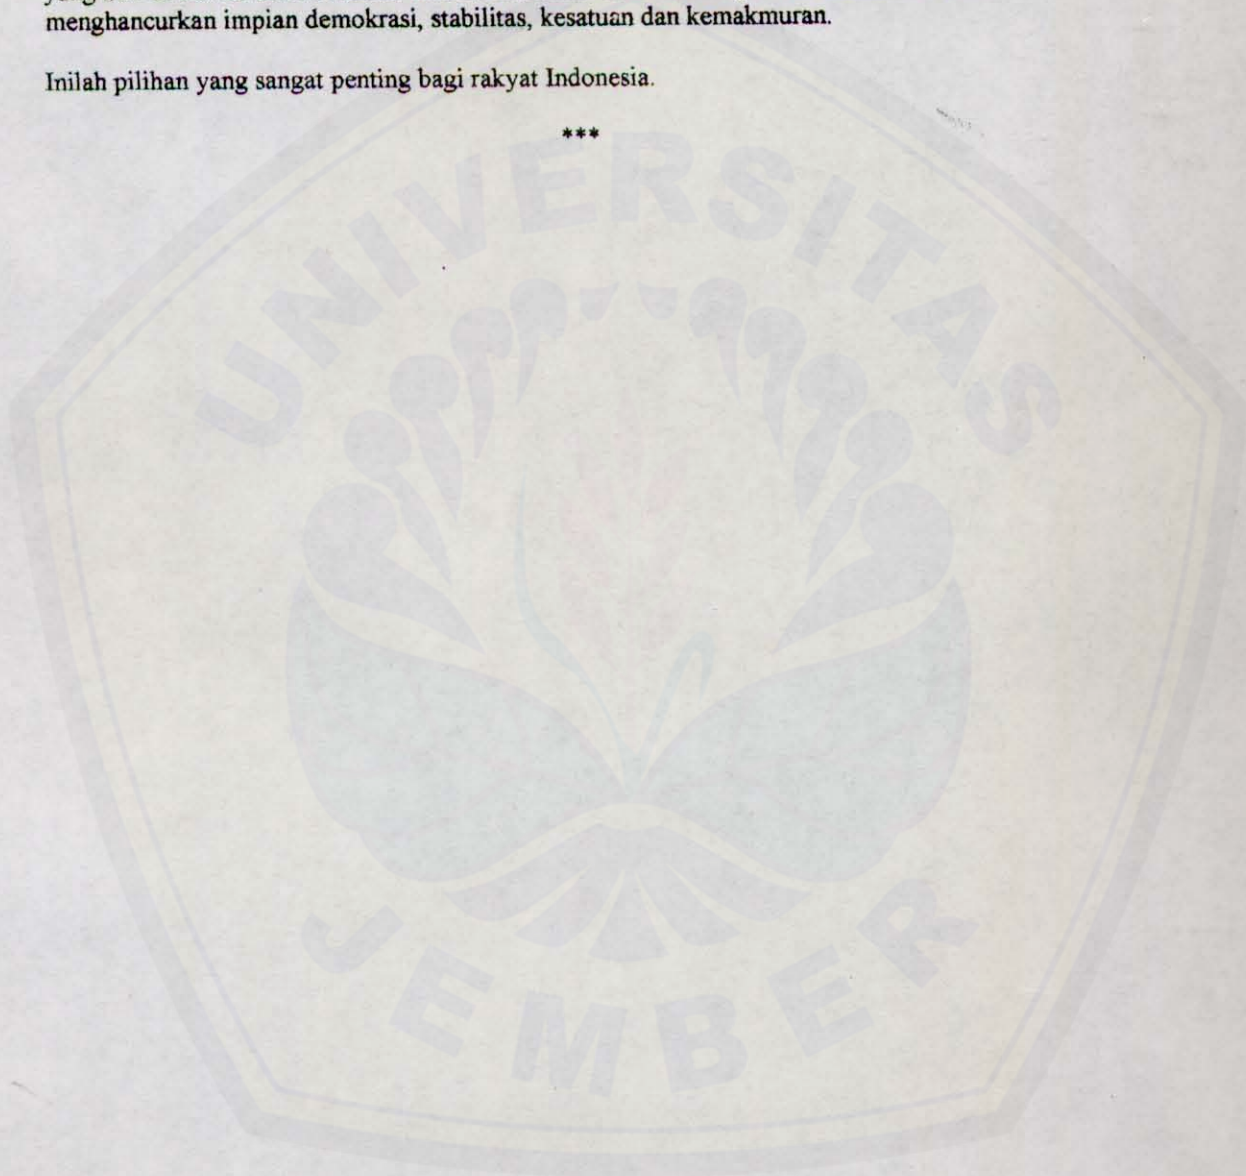 menghancurkan impian demokrasi, stabilitas, kesatuan dan kemakmuran.
Inilah pilihan yang sangat penting bagi rakyat Indonesia.
***
UNIVERSITAS
JEMBER